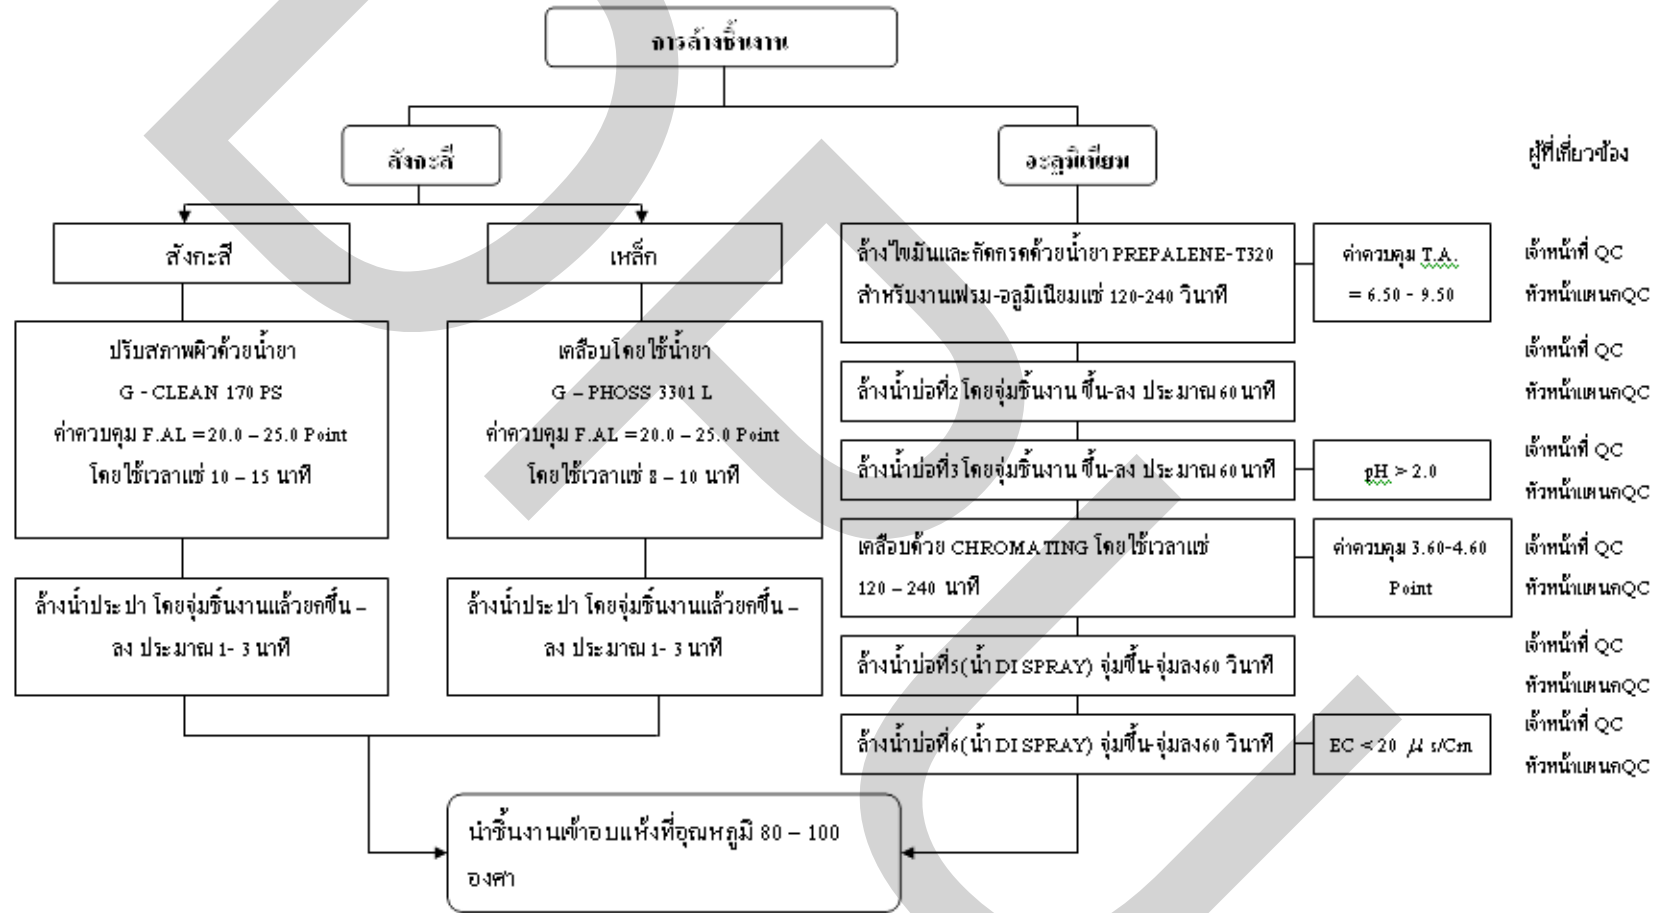 การล้างชิ้นงาน
สังกะสี
อะลูมิเนียม
ผู้ที่เกี่ยวข้อง
สังกะสี
เหล็ก
ปรับสภาพผิวด้วยน้ำยา
G - CLEAN 170 PS
ค่าควบคุม F.AL = 20.0 – 25.0 Point
โดยใช้เวลาแช่ 10 – 15 นาที
เคลือบโดยใช้น้ำยา
G – PHOSS 3301 L
ค่าควบคุม F.AL = 20.0 – 25.0 Point
โดยใช้เวลาแช่ 8 – 10 นาที
ล้างน้ำประปา โดยจุ่มชิ้นงานแล้วยกขึ้น –
ลง ประมาณ 1- 3 นาที
ล้างน้ำประปา โดยจุ่มชิ้นงานแล้วยกขึ้น –
ลง ประมาณ 1- 3 นาที
ล้างไขมันและกัดกรดด้วยน้ำยา PREPALENE-T320
สำหรับงานเฟรม-อลูมิเนียมแช่ 120-240 วินาที
ค่าควบคุม T.A.
= 6.50 - 9.50
เจ้าหน้าที่ QC
หัวหน้าแผนกQC
ล้างน้ำบ่อที่2 โดยจุ่มชิ้นงาน ขึ้น-ลง ประมาณ 60 นาที
เจ้าหน้าที่ QC
หัวหน้าแผนกQC
ล้างน้ำบ่อที่3 โดยจุ่มชิ้นงาน ขึ้น-ลง ประมาณ 60 นาที
pH > 2.0
เจ้าหน้าที่ QC
หัวหน้าแผนกQC
เคลือบด้วย CHROMATING โดยใช้เวลาแช่
120 – 240 นาที
ค่าควบคุม 3.60-4.60
Point
เจ้าหน้าที่ QC
หัวหน้าแผนกQC
ล้างน้ำบ่อที่5(น้ำ DISPRAY) จุ่มขึ้น-จุ่มลง60 วินาที
เจ้าหน้าที่ QC
หัวหน้าแผนกQC
ล้างน้ำบ่อที่6(น้ำ DISPRAY) จุ่มขึ้น-จุ่มลง60 วินาที
EC < 20 μ s/Cm
เจ้าหน้าที่ QC
หัวหน้าแผนกQC
นำชิ้นงานเข้าอบแห้งที่อุณหภูมิ 80 – 100
องศา